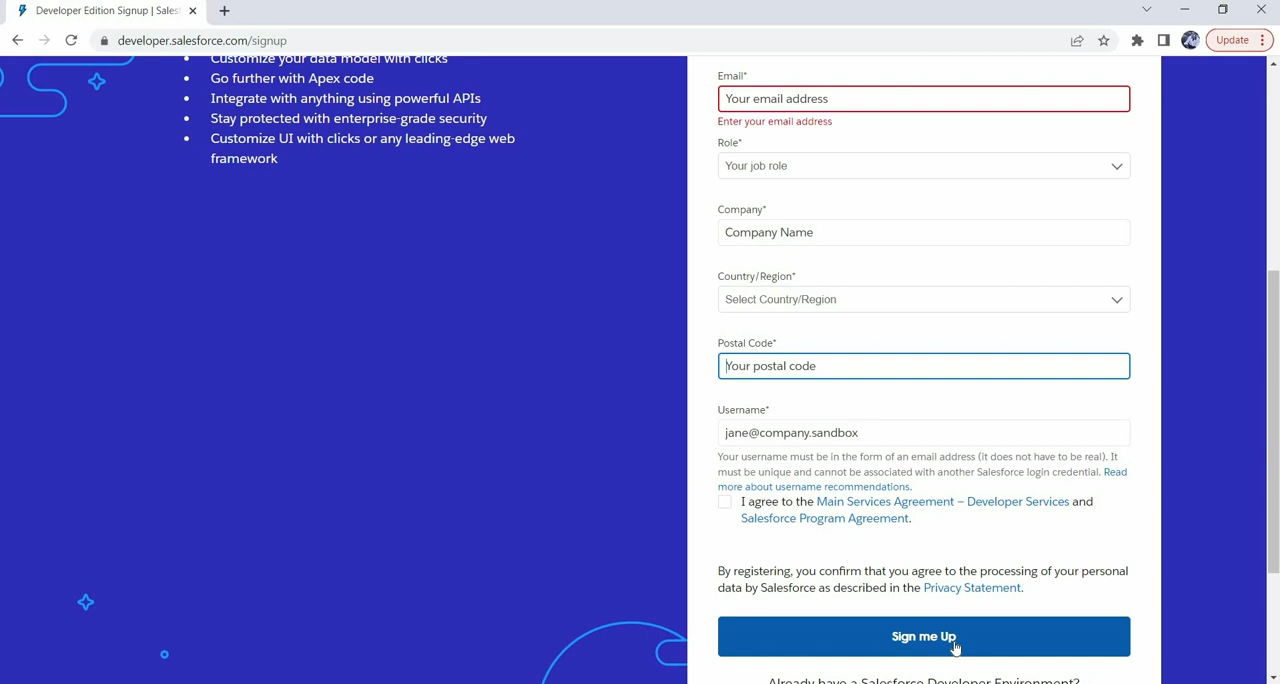 Developer Edition Signup | Sales
developer.salesforce.com/signup
Update
Customize your data model with clicks
Go further with Apex code
Integrate with anything using powerful APIs
Stay protected with enterprise-grade security
Customize UI with clicks or any leading-edge web
framework
Email*
Your email address
Enter your email address
Role*
Your job role
Company*
Company Name
Country/Region*
Select Country/Region
Postal Code*
Your postal code
Username*
jane@company.sandbox
Your username must be in the form of an email address (it does not have to be real). It
must be unique and cannot be associated with another Salesforce login credential. Read
more about username recommendations.
I agree to the Main Services Agreement – Developer Services and
Salesforce Program Agreement.
By registering, you confirm that you agree to the processing of your personal
data by Salesforce as described in the Privacy Statement.
Sign me Up
Already have a Salesforce Developer Environment?